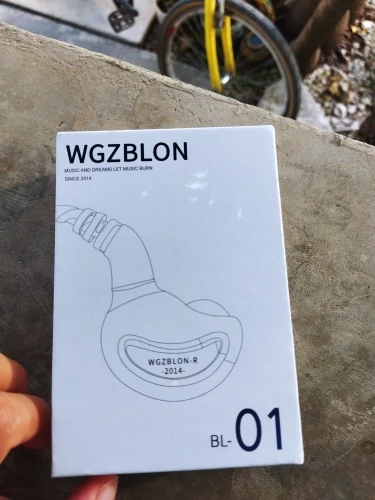 WGZBLON
MUSIC AND DREAMS LET MUSIC BURN
SINCE 2014
WGZBLON-R
-2014-
BL-01